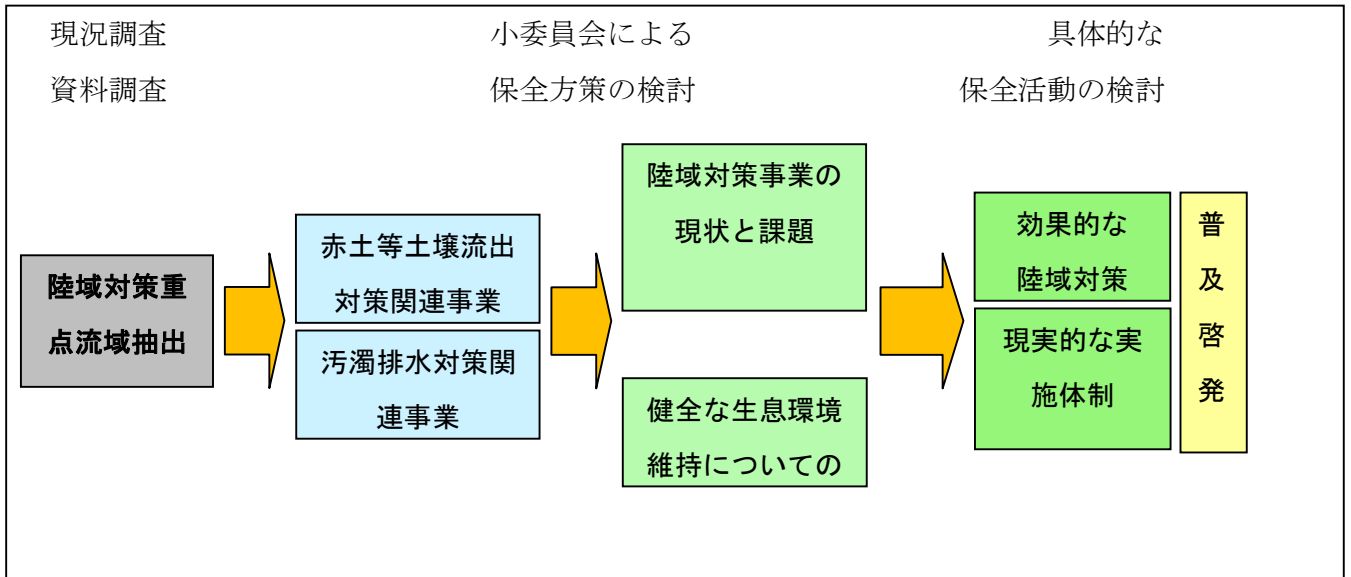 現況調査
資料調査
小委員会による
保全方策の検討
具体的な
保全活動の検討
陸域対策重
点流域抽出
赤土等土壌流出
対策関連事業
汚濁排水対策関
連事業
陸域対策事業の
現状と課題
健全な生息環境
維持についての
効果的な
陸域対策
現実的な実
施体制
普
及
啓
発